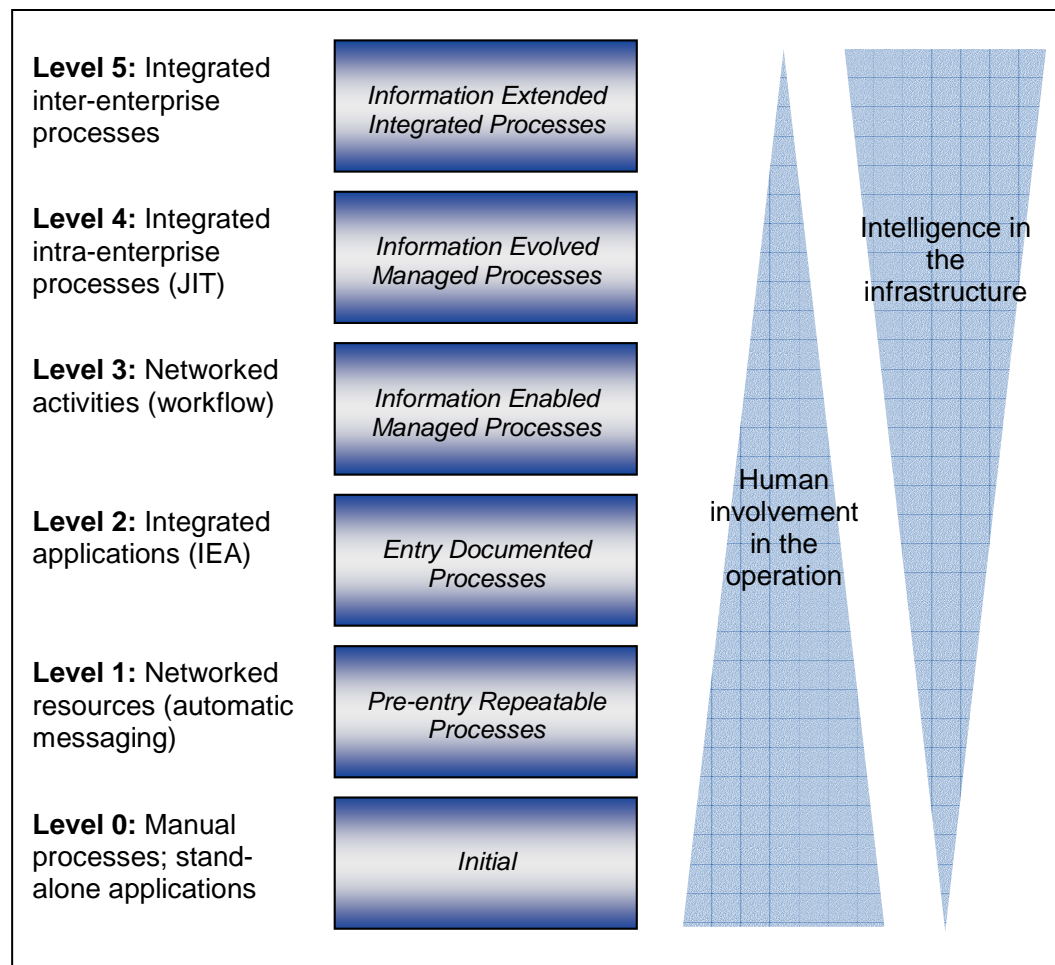 Level 5: Integrated
inter-enterprise
processes
Information Extended
Integrated Processes
Level 4: Integrated
intra-enterprise
processes (JIT)
Information Evolved
Managed Processes
Level 3: Networked
activities (workflow)
Information Enabled
Managed Processes
Level 2: Integrated
applications (IEA)
Entry Documented
Processes
Level 1: Networked
resources (automatic
messaging)
Pre-entry Repeatable
Processes
Level 0: Manual
processes; stand-
alone applications
Initial
Human
involvement
in the
operation
Intelligence in
the
infrastructure